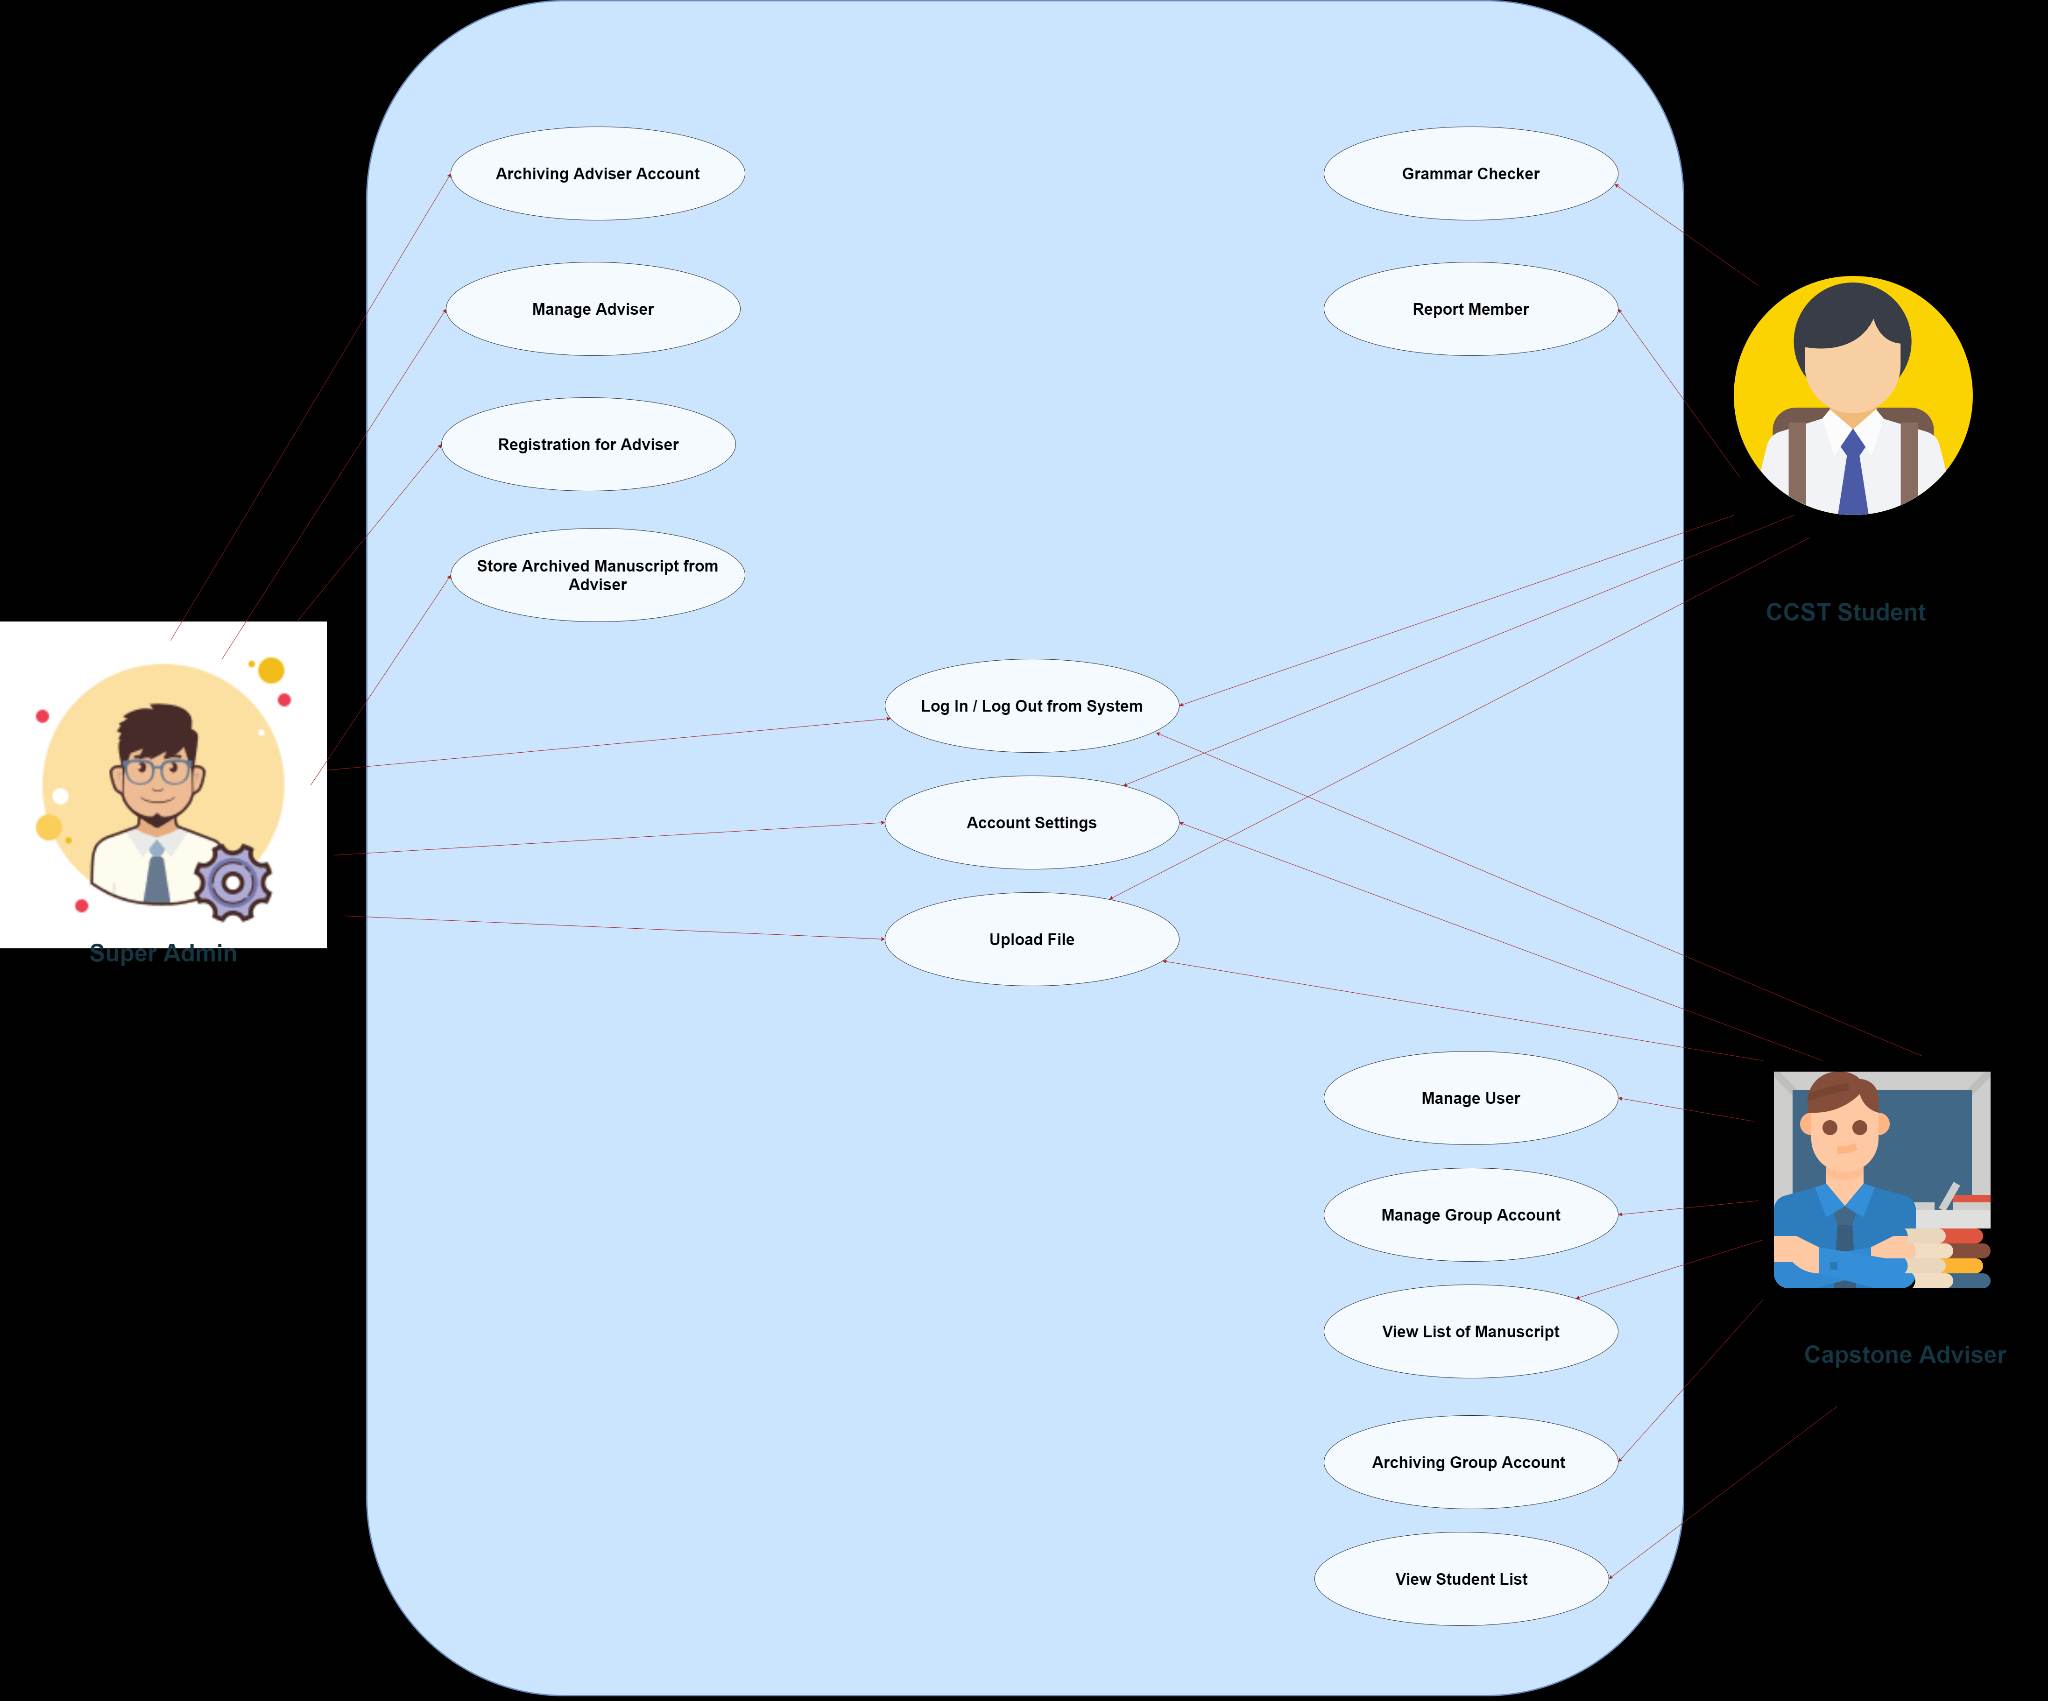 Archiving Adviser Account
Grammar Checker
Manage Adviser
Report Member
Registration for Adviser
Store Archived Manuscript from
Adviser
CCST Student
Log In / Log Out from System
Account Settings
Upload File
Super Admin
Manage User
Manage Group Account
View List of Manuscript
Capstone Adviser
Archiving Group Account
View Student List